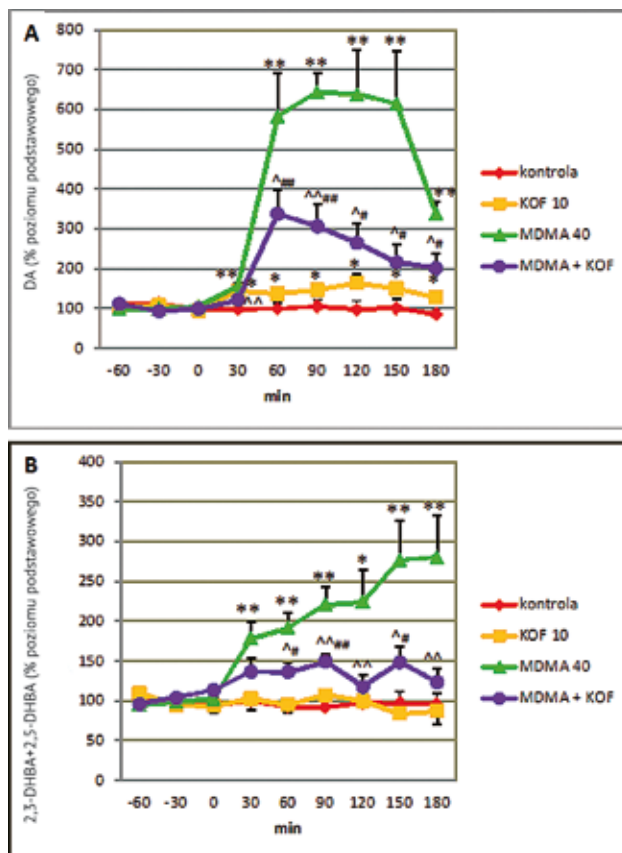 A
DA (% poziomu podstawowego)
800
700
600
500
400
300
200
100
0
** ** ** ** **
^## ^^## ^# ^# ^#
** * * * * * *
^^
-60 -30 0 30 60 90 120 150 180
min
kontrola
KOF 10
MDMA 40
MDMA + KOF
B
2,3-DHBA+2,5-DHBA (% poziomu podstawowego)
400
350
300
250
200
150
100
50
0
** ** ** * ** **
^# ^^## ^^ ^# ^^
-60 -30 0 30 60 90 120 150 180
min
kontrola
KOF 10
MDMA 40
MDMA + KOF